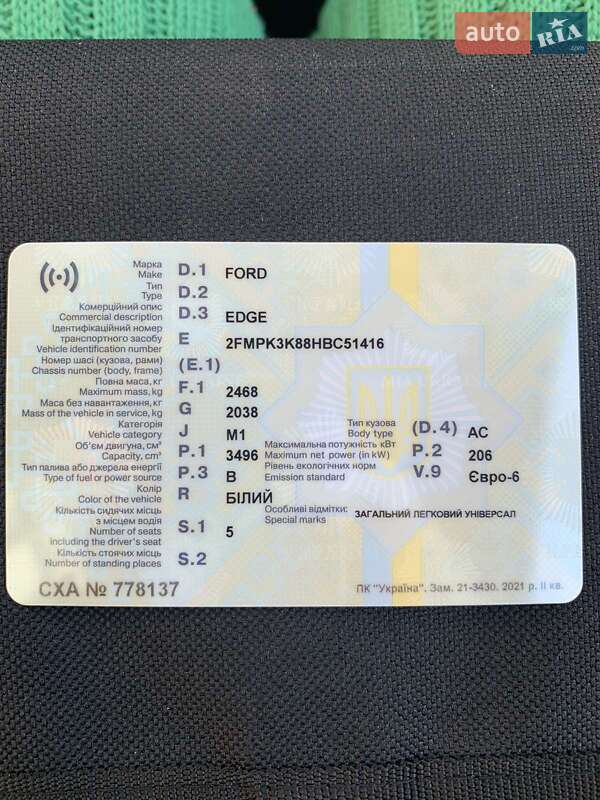 auto RIA .com
Марка
Make D.1 FORD
Тип
Type D.2
Комерційний опис
Commercial description D.3 EDGE
Ідентифікаційний номер
транспортного засобу
Vehicle identification number E 2FMPK3K88HBC51416
Номер шасі (кузова, рами)
Chassis number (body, frame) (E.1)
Повна маса, кг
Maximum mass, kg F.1 2468
Маса без навантаження, кг
Mass of the vehicle in service, kg G 2038
Категорія
Vehicle category J M1
Тип кузова
Body type (D.4) АС
Об'єм двигуна, см³
Capacity, cm³ P.1 3496
Максимальна потужність кВт
Maximum net power (in kW) P.2 206
Тип палива або джерела енергії
Type of fuel or power source P.3 B
Рівень екологічних норм
Emission standard V.9 Євро-6
Колір
Color of the vehicle R БІЛИЙ
Кількість сидячих місць
з місцем водія
Number of seats
including the driver's seat S.1 5
Особливі відмітки:
Special marks ЗАГАЛЬНИЙ ЛЕГКОВИЙ УНІВЕРСАЛ
Кількість стоячих місць
Number of standing places S.2
СХА № 778137
ПК "Україна". Зам. 21-3430. 2021 р. II кв.